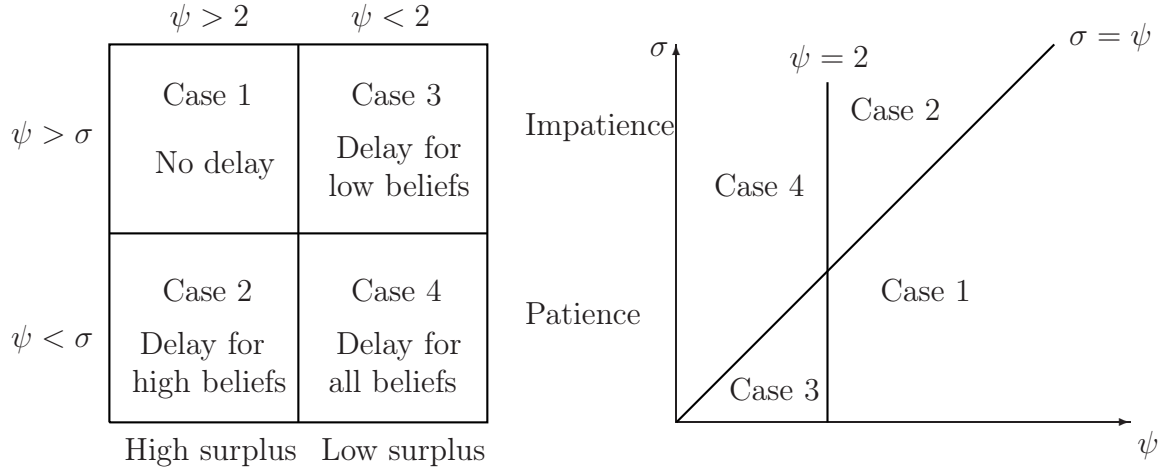 ψ > 2
ψ < 2
ψ > σ
Case 1
No delay
Case 3
Delay for
low beliefs
ψ < σ
Case 2
Delay for
high beliefs
Case 4
Delay for
all beliefs
High surplus
Low surplus
σ
ψ = 2
σ = ψ
Impatience
Case 2
Case 4
Patience
Case 1
Case 3
ψ